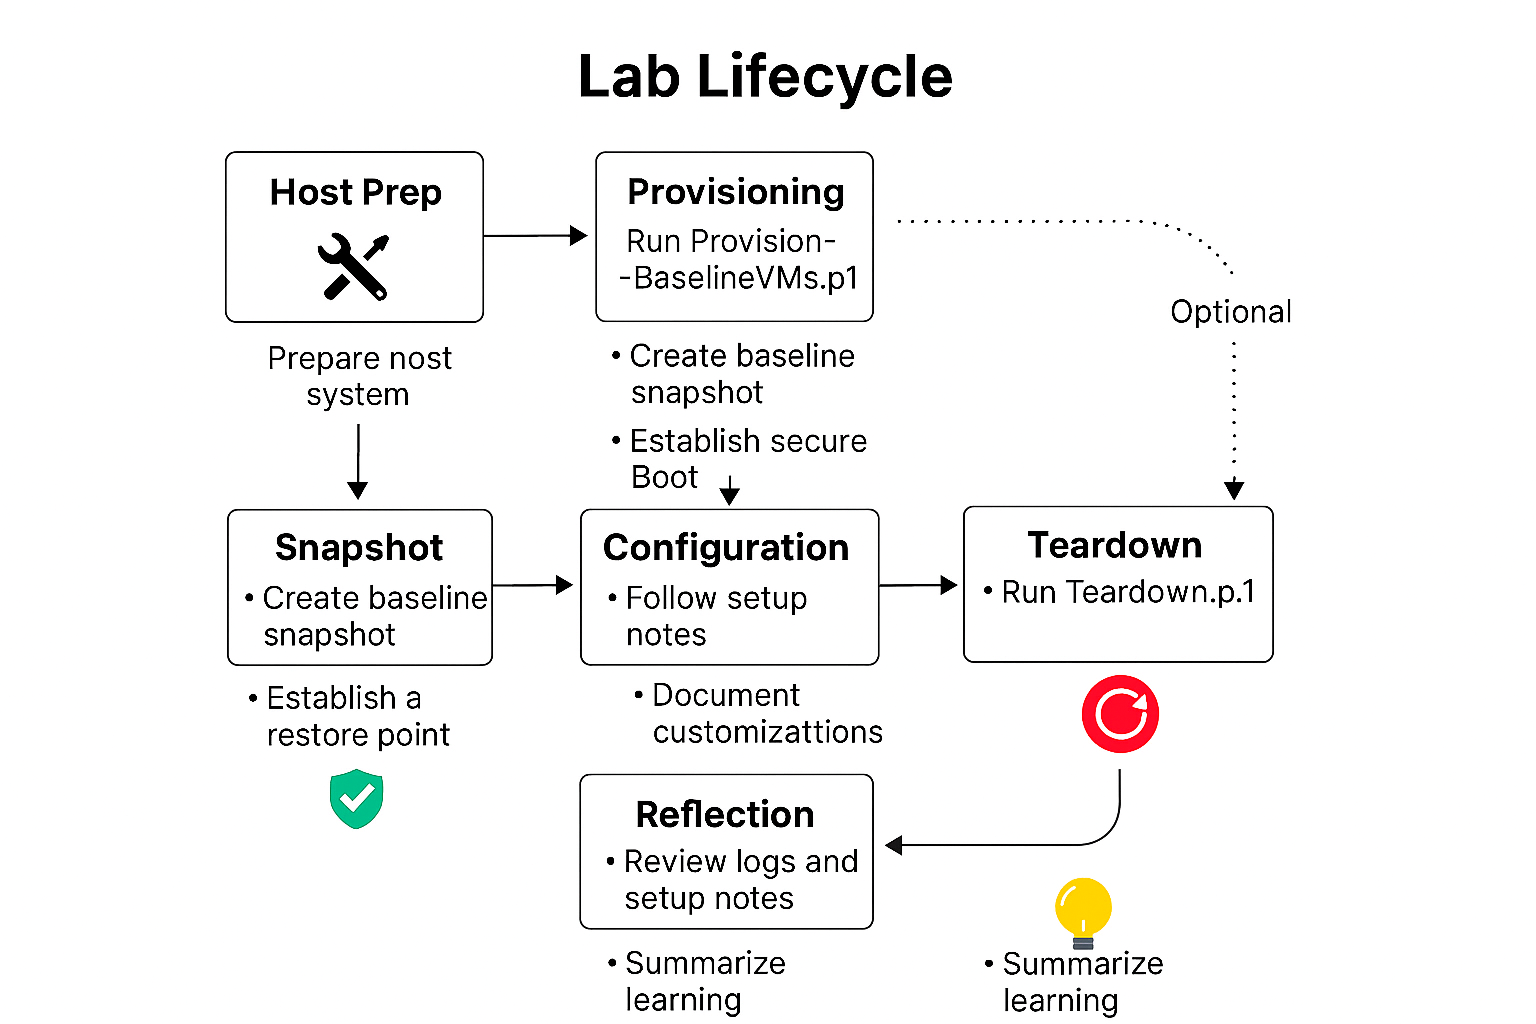 Lab Lifecycle
Host Prep
Prepare nost
system
Provisioning
Run Provision-
-BaselineVMs.p1
• Create baseline
snapshot
• Establish secure
Boot
Optional
Snapshot
• Create baseline
snapshot
• Establish a
restore point
Configuration
• Follow setup
notes
• Document
customizattions
Teardown
• Run Teardown.p.1
Reflection
• Review logs and
setup notes
• Summarize
learning
• Summarize
learning